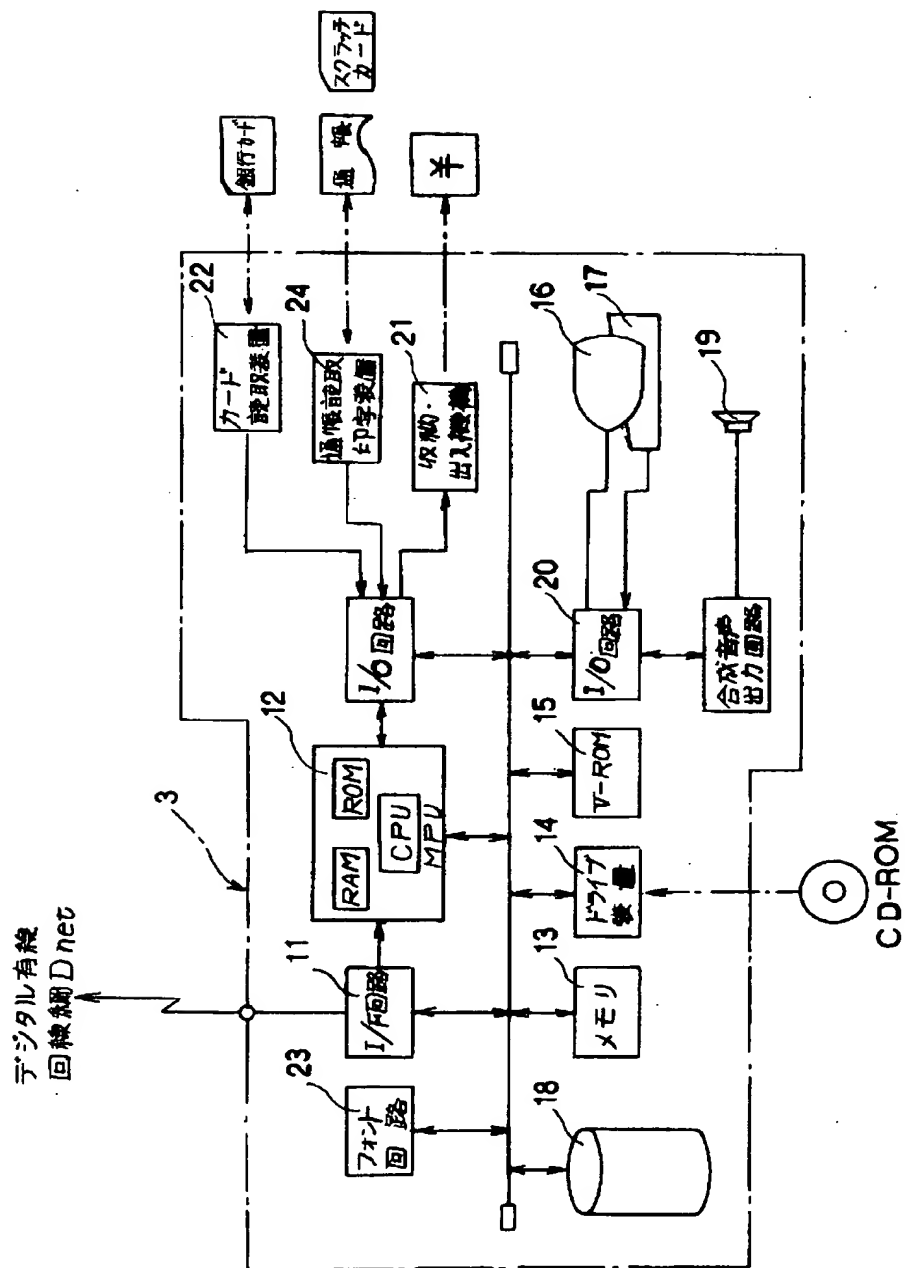 デジタル有線
回線網Dnet
3
銀行カード
通 帳
スクラッチ
カード
¥
22
カード
読取装置
24
通帳読取
印字装置
21
収納・
出入機構
I/O回路
12
RAM
ROM
CPU
MPU
11
I/F回路
23
フォント
回 路
18
13
メモリ
14
ドライブ
装 置
15
V-ROM
20
I/O回路
16
17
19
合成音声
出力回路
CD-ROM